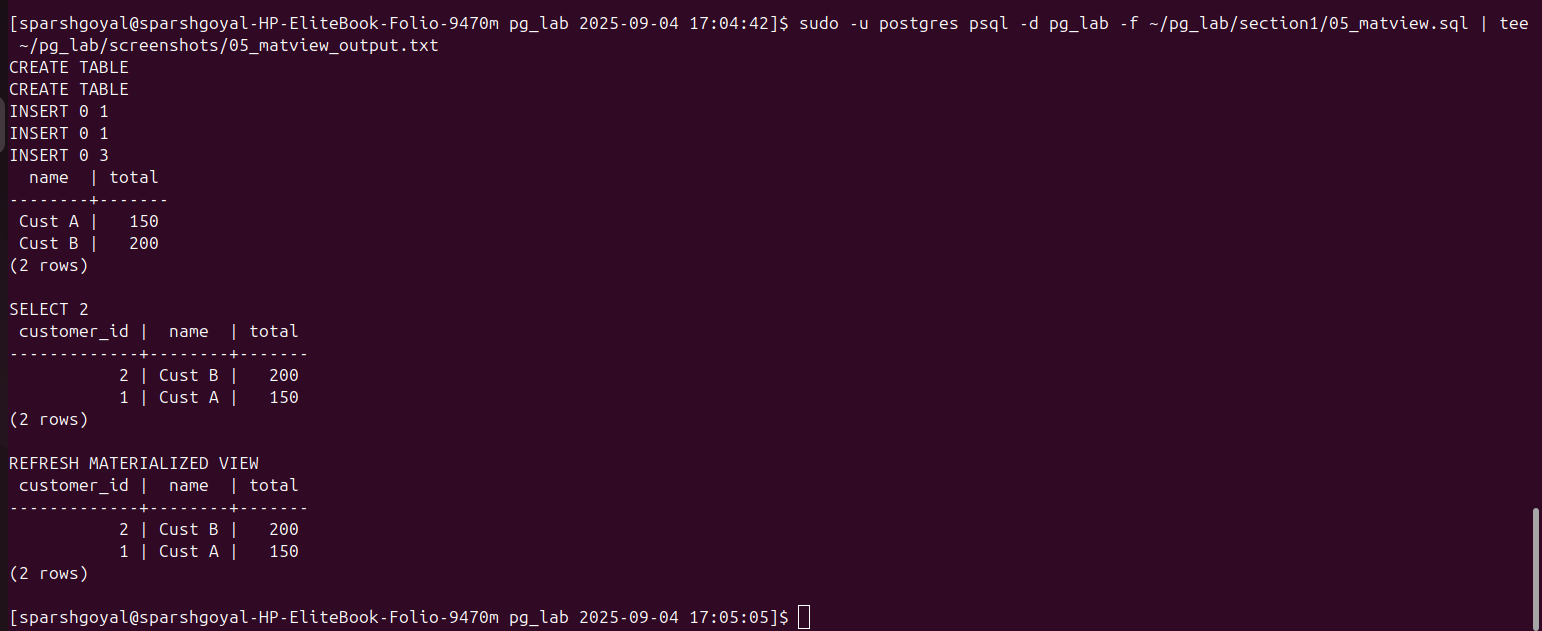 [sparshgoyal@sparshgoyal-HP-EliteBook-Folio-9470m pg_lab 2025-09-04 17:04:42]$ sudo -u postgres psql -d pg_lab -f ~/pg_lab/section1/05_matview.sql | tee
 ~/pg_lab/screenshots/05_matview_output.txt
CREATE TABLE
CREATE TABLE
INSERT 0 1
INSERT 0 1
INSERT 0 3
  name  | total
--------+-------
 Cust A |   150
 Cust B |   200
(2 rows)

SELECT 2
 customer_id |  name  | total
-------------+--------+-------
           2 | Cust B |   200
           1 | Cust A |   150
(2 rows)

REFRESH MATERIALIZED VIEW
 customer_id |  name  | total
-------------+--------+-------
           2 | Cust B |   200
           1 | Cust A |   150
(2 rows)

[sparshgoyal@sparshgoyal-HP-EliteBook-Folio-9470m pg_lab 2025-09-04 17:05:05]$